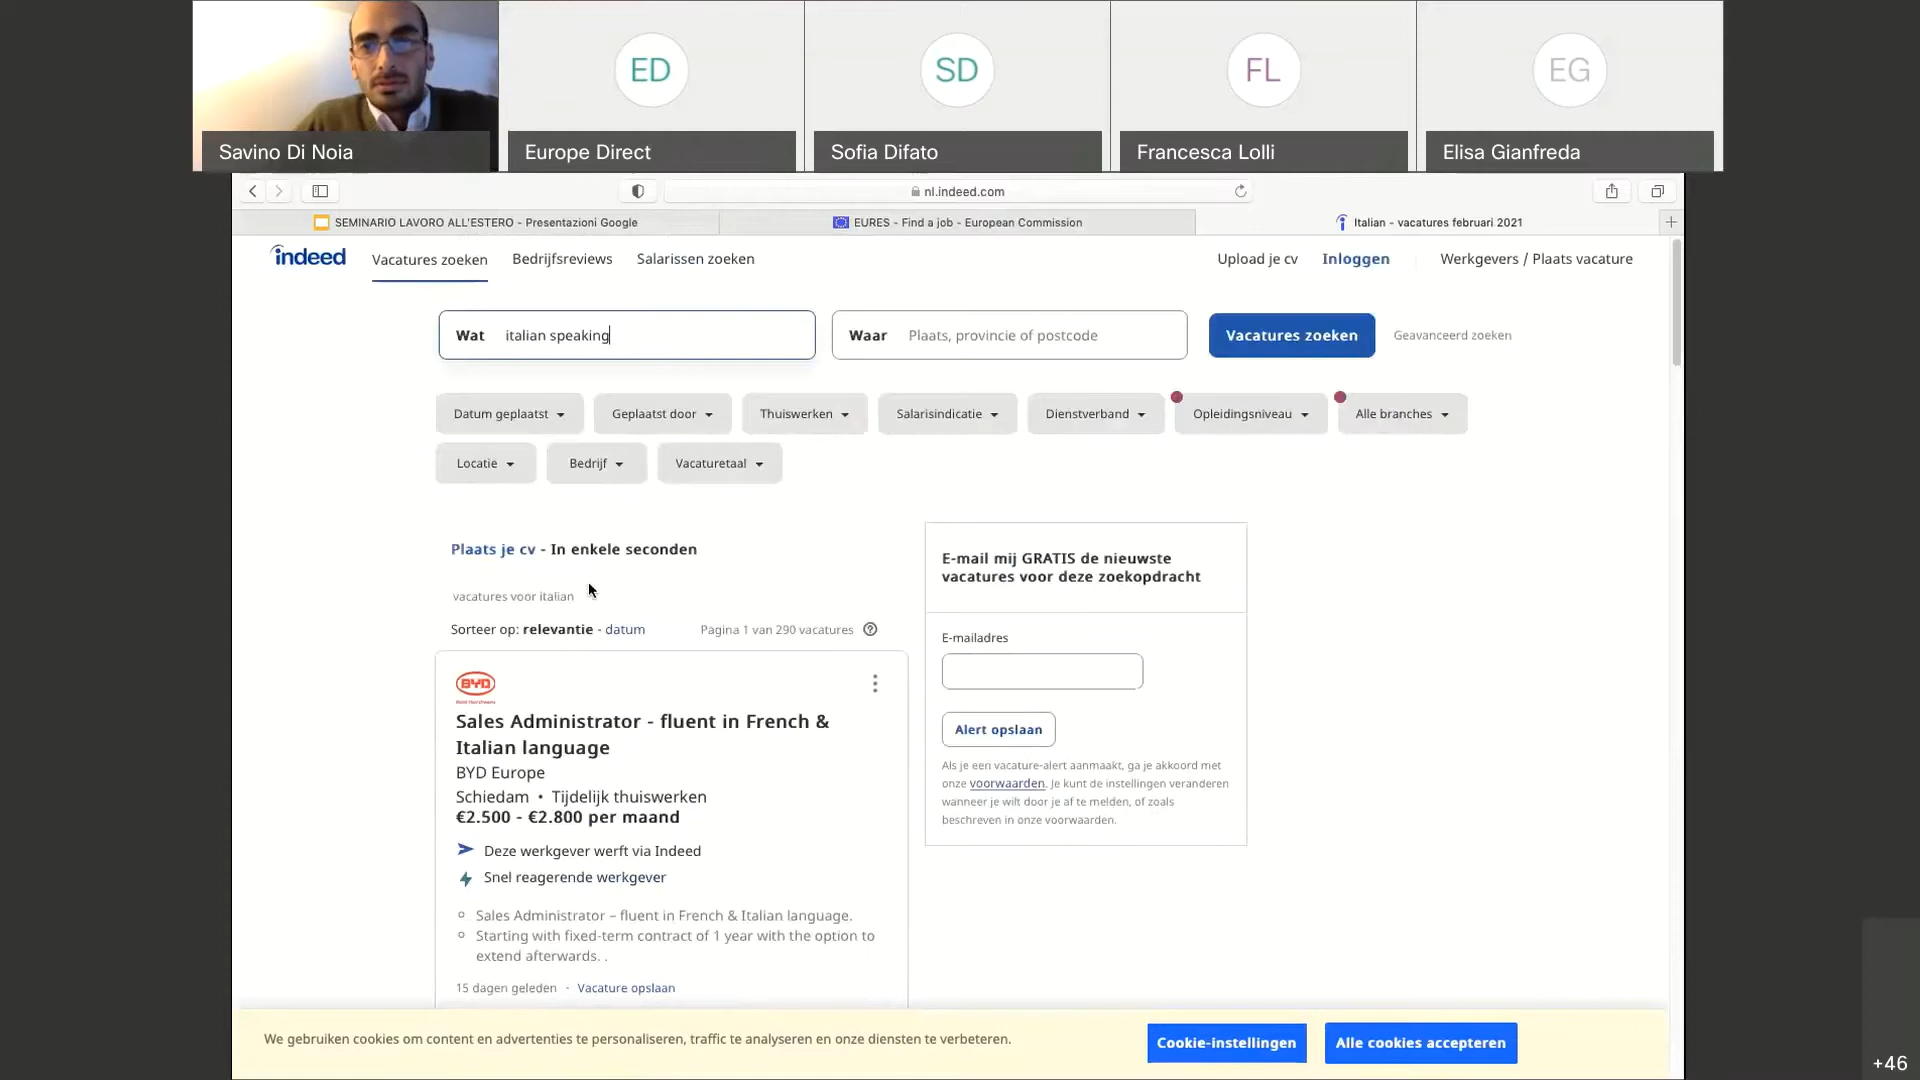 ED
SD
FL
EG
Savino Di Noia
Europe Direct
Sofia Difato
Francesca Lolli
Elisa Gianfreda
nl.indeed.com
SEMINARIO LAVORO ALL'ESTERO - Presentazioni Google
EURES - Find a job - European Commission
Italian - vacatures februari 2021
indeed
Vacatures zoeken
Bedrijfsreviews
Salarissen zoeken
Upload je cv
Inloggen
Werkgevers / Plaats vacature
Wat italian speaking
Waar Plaats, provincie of postcode
Vacatures zoeken
Geavanceerd zoeken
Datum geplaatst
Geplaatst door
Thuiswerken
Salarisindicatie
Dienstverband
Opleidingsniveau
Alle branches
Locatie
Bedrijf
Vacaturetaal
Plaats je cv - In enkele seconden
vacatures voor italian
Sorteer op: relevantie - datum
Pagina 1 van 290 vacatures
BYD
Sales Administrator - fluent in French &
Italian language
BYD Europe
Schiedam • Tijdelijk thuiswerken
€2.500 - €2.800 per maand
Deze werkgever werft via Indeed
Snel reagerende werkgever
Sales Administrator – fluent in French & Italian language.
Starting with fixed-term contract of 1 year with the option to
extend afterwards. .
15 dagen geleden · Vacature opslaan
E-mail mij GRATIS de nieuwste
vacatures voor deze zoekopdracht
E-mailadres
Alert opslaan
Als je een vacature-alert aanmaakt, ga je akkoord met
onze voorwaarden. Je kunt de instellingen veranderen
wanneer je wilt door je af te melden, of zoals
beschreven in onze voorwaarden.
We gebruiken cookies om content en advertenties te personaliseren, traffic te analyseren en onze diensten te verbeteren.
Cookie-instellingen
Alle cookies accepteren
+46